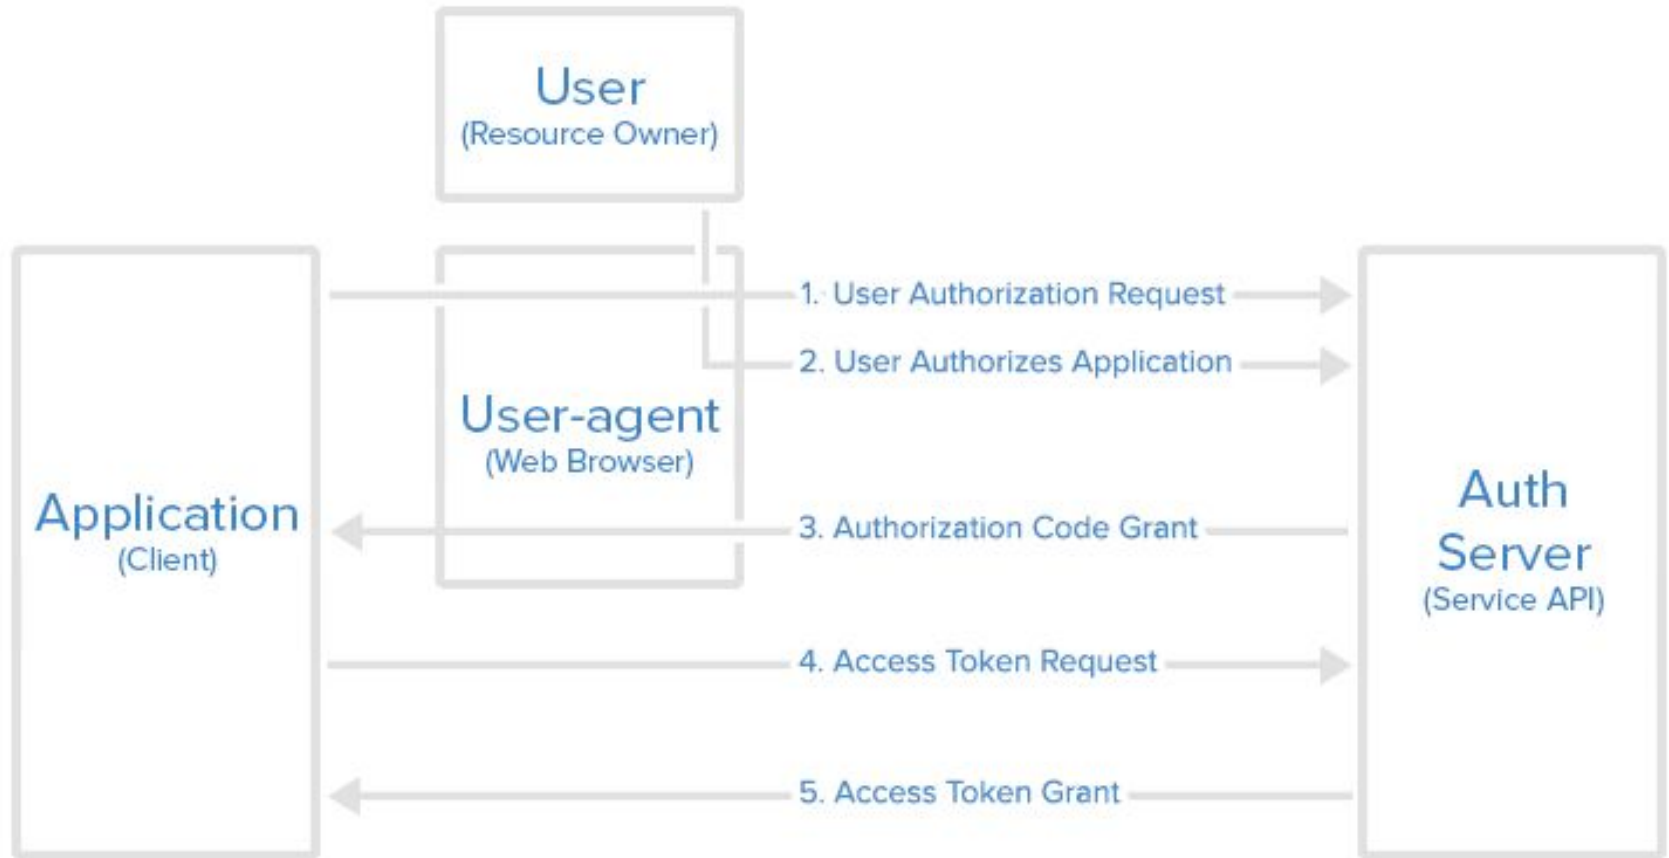 User
(Resource Owner)
1. User Authorization Request
2. User Authorizes Application
User-agent
(Web Browser)
Application
(Client)
3. Authorization Code Grant
Auth
Server
(Service API)
4. Access Token Request
5. Access Token Grant